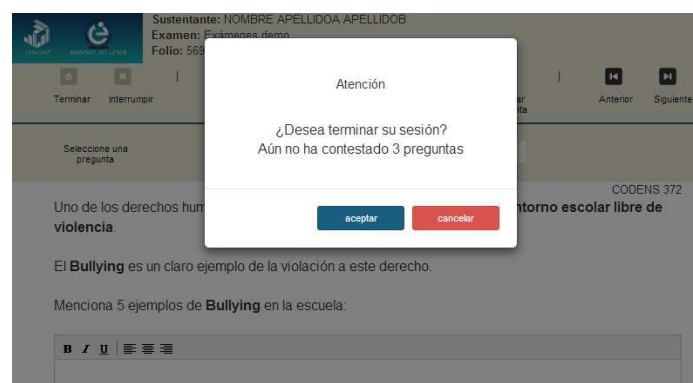 Sustentante: NOMBRE APELLIDOA APELLIDOB
Examen: Exámenes demo
Folio: 569
Terminar Interrumpir
Anterior Siguiente
Seleccione una
pregunta
Atención
¿Desea terminar su sesión?
Aún no ha contestado 3 preguntas
aceptar cancelar
CODENS 372
Uno de los derechos hum
ntorno escolar libre de
violencia.
El Bullying es un claro ejemplo de la violación a este derecho.
Menciona 5 ejemplos de Bullying en la escuela:
B I U